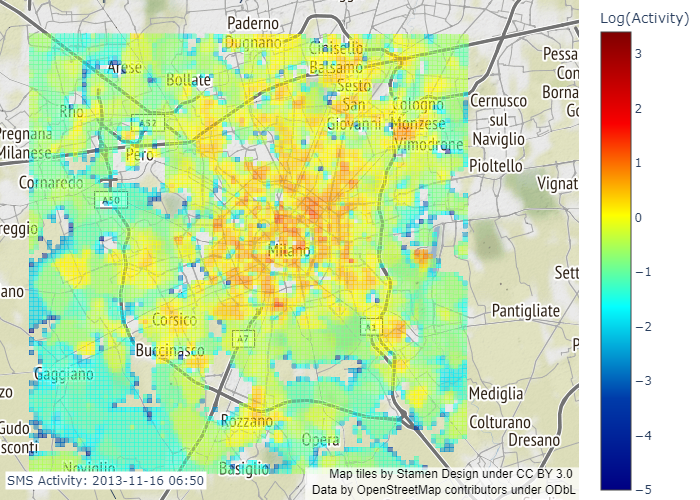 Log(Activity)
Paderno
Dugnano
Cinisello
Balsamo
Arese
Bollate
Sesto
San
Giovanni
Rho
A52
Cologno
Monzese
Cernusco
sul
Naviglio
Pessa
Con
Borna
Go
Pregnana
Milanese
Pero
Vimodrone
Pioltello
Cornaredo
A50
Vignat
reggio
Milano
Sett
ano
Corsico
A7
A1
Pantigliate
P
Buccinasco
Gaggiano
zo
Mediglia
Gudo
sconti
Rozzano
Opera
Colturano
Dresano
Noviglio
Basiglio
3
2
1
0
−1
−2
−3
−4
−5
SMS Activity: 2013-11-16 06:50
Map tiles by Stamen Design under CC BY 3.0
Data by OpenStreetMap contributors under ODbL